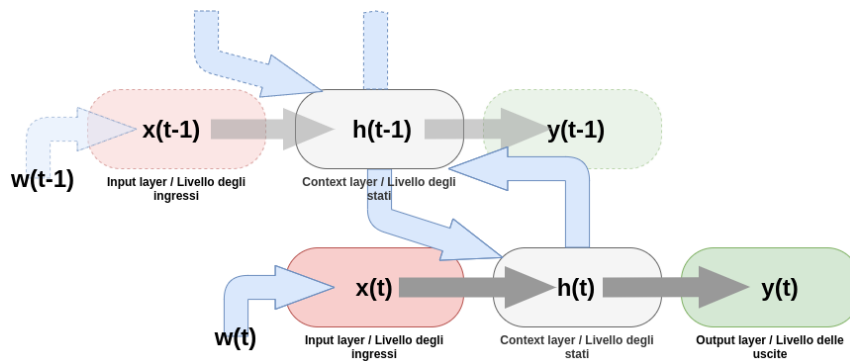 x(t-1)
h(t-1)
y(t-1)
w(t-1)
Input layer / Livello degli
ingressi
Context layer / Livello degli
stati
x(t)
h(t)
y(t)
w(t)
Input layer / Livello degli
ingressi
Context layer / Livello degli
stati
Output layer / Livello delle
uscite